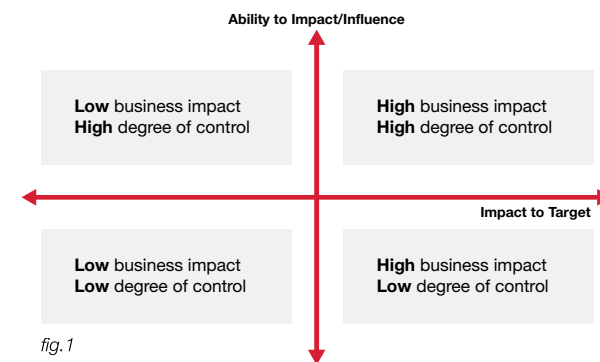 Ability to Impact/Influence
Low business impact
High degree of control
High business impact
High degree of control
Impact to Target
Low business impact
Low degree of control
High business impact
Low degree of control
fig.1